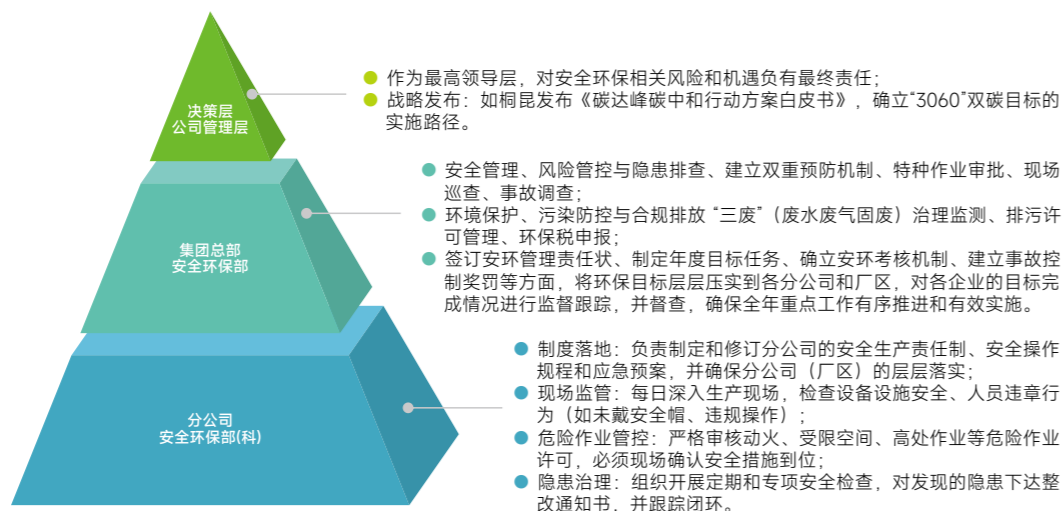 决策层
公司管理层
作为最高领导层，对安全环保相关风险和机遇负有最终责任；
战略发布：如桐昆发布《碳达峰碳中和行动方案白皮书》，确立“3060”双碳目标的
实施路径。
集团总部
安全环保部
安全管理、风险管控与隐患排查、建立双重预防机制、特种作业审批、现场
巡查、事故调查；
环境保护、污染防控与合规排放 “三废”（废水废气固废）治理监测、排污许
可管理、环保税申报；
签订安环管理责任状、制定年度目标任务、确立安环考核机制、建立事故控
制奖罚等方面，将环保目标层层压实到各分公司和厂区，对各企业的目标完
成情况进行监督跟踪，并督查，确保全年重点工作有序推进和有效实施。
分公司
安全环保部(科)
制度落地：负责制定和修订分公司的安全生产责任制、安全操作
规程和应急预案，并确保分公司（厂区）的层层落实；
现场监管：每日深入生产现场，检查设备设施安全、人员违章行
为（如未戴安全帽、违规操作）；
危险作业管控：严格审核动火、受限空间、高处作业等危险作业
许可，必须现场确认安全措施到位；
隐患治理：组织开展定期和专项安全检查，对发现的隐患下达整
改通知书，并跟踪闭环。